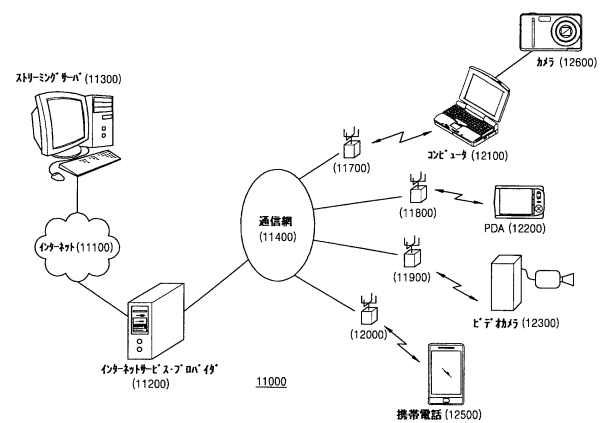 カメラ (12600)
ストリーミングサーバ (11300)
コンピュータ (12100)
(11700)
(11800)
通信網
(11400)
PDA (12200)
インターネット (11100)
(11900)
ビデオカメラ (12300)
(12000)
インターネットサービス・プロバイダ
(11200)
11000
携帯電話 (12500)